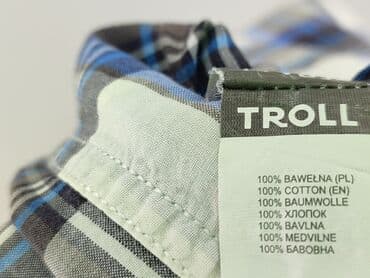 TROLL
100% BAWEŁNA (PL)
100% COTTON (EN)
100% BAUMWOLLE
100% ХЛОПОК
100% BAVLNA
100% MEDVILNE
100% БАВОВНА